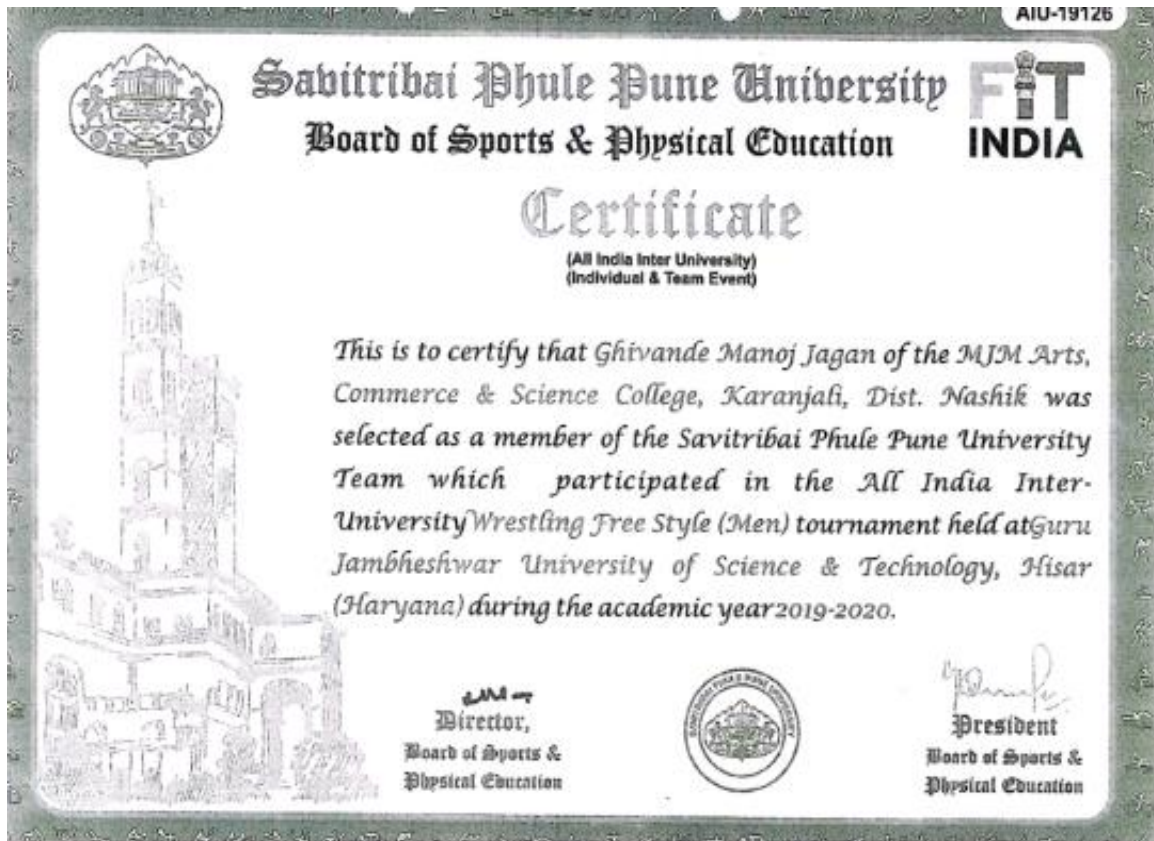 AIU-19126
Savitribai Phule Pune University
Board of Sports & Physical Education
FIT
INDIA
Certificate
(All India Inter University)
(Individual & Team Event)
This is to certify that Ghivande Manoj Jagan of the MJM Arts,
Commerce & Science College, Karanjali, Dist. Nashik was
selected as a member of the Savitribai Phule Pune University
Team which participated in the All India Inter-
University Wrestling Free Style (Men) tournament held at Guru
Jambheshwar University of Science & Technology, Hisar
(Haryana) during the academic year 2019-2020.
Director,
Board of Sports &
Physical Education
SAVITRIBAI PHULE PUNE UNIVERSITY
President
Board of Sports &
Physical Education